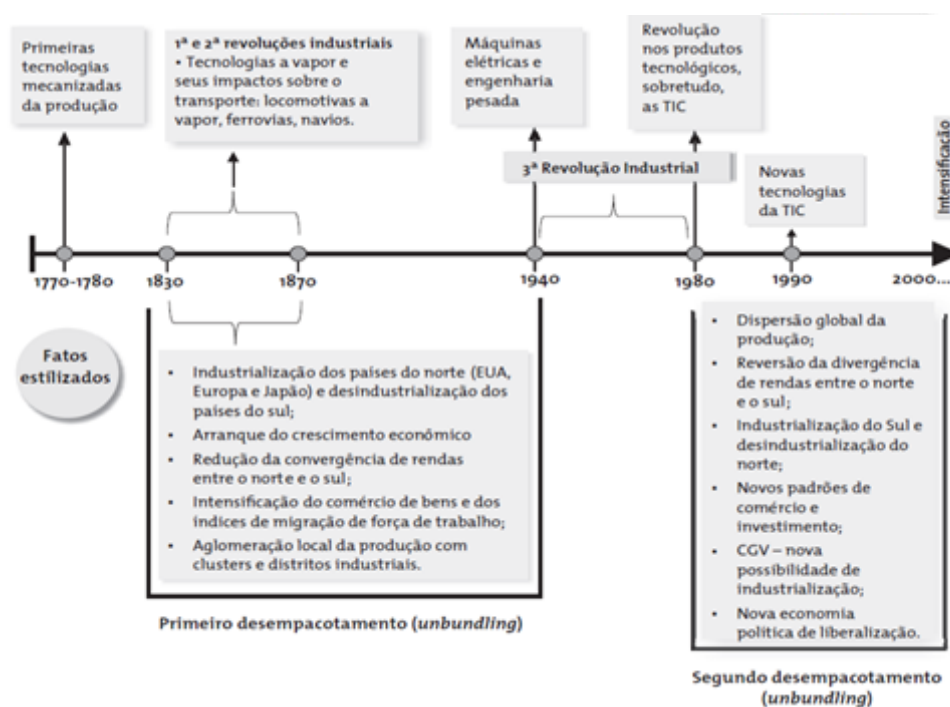 Primeiras
tecnologias
mecanizadas
da produção
1ª e 2ª revoluções industriais
• Tecnologias a vapor e
seus impactos sobre o
transporte: locomotivas a
vapor, ferrovias, navios.
Máquinas
elétricas e
engenharia
pesada
Revolução
nos produtos
tecnológicos,
sobretudo,
as TIC
3ª Revolução Industrial
Novas
tecnologias
da TIC
Intensificação
1770-1780
1830
1870
1940
1980
1990
2000...
Fatos
estilizados
• Industrialização dos países do norte (EUA,
Europa e Japão) e desindustrialização dos
países do sul;
• Arranque do crescimento econômico
• Redução da convergência de rendas
entre o norte e o sul;
• Intensificação do comércio de bens e dos
índices de migração de força de trabalho;
• Aglomeração local da produção com
clusters e distritos industriais.
Primeiro desempacotamento (unbundling)
• Dispersão global da
produção;
• Reversão da divergência
de rendas entre o norte
e o sul;
• Industrialização do Sul e
desindustrialização do
norte;
• Novos padrões de
comércio e
investimento;
• CGV – nova
possibilidade de
industrialização;
• Nova economia
política de liberalização.
Segundo desempacotamento
(unbundling)